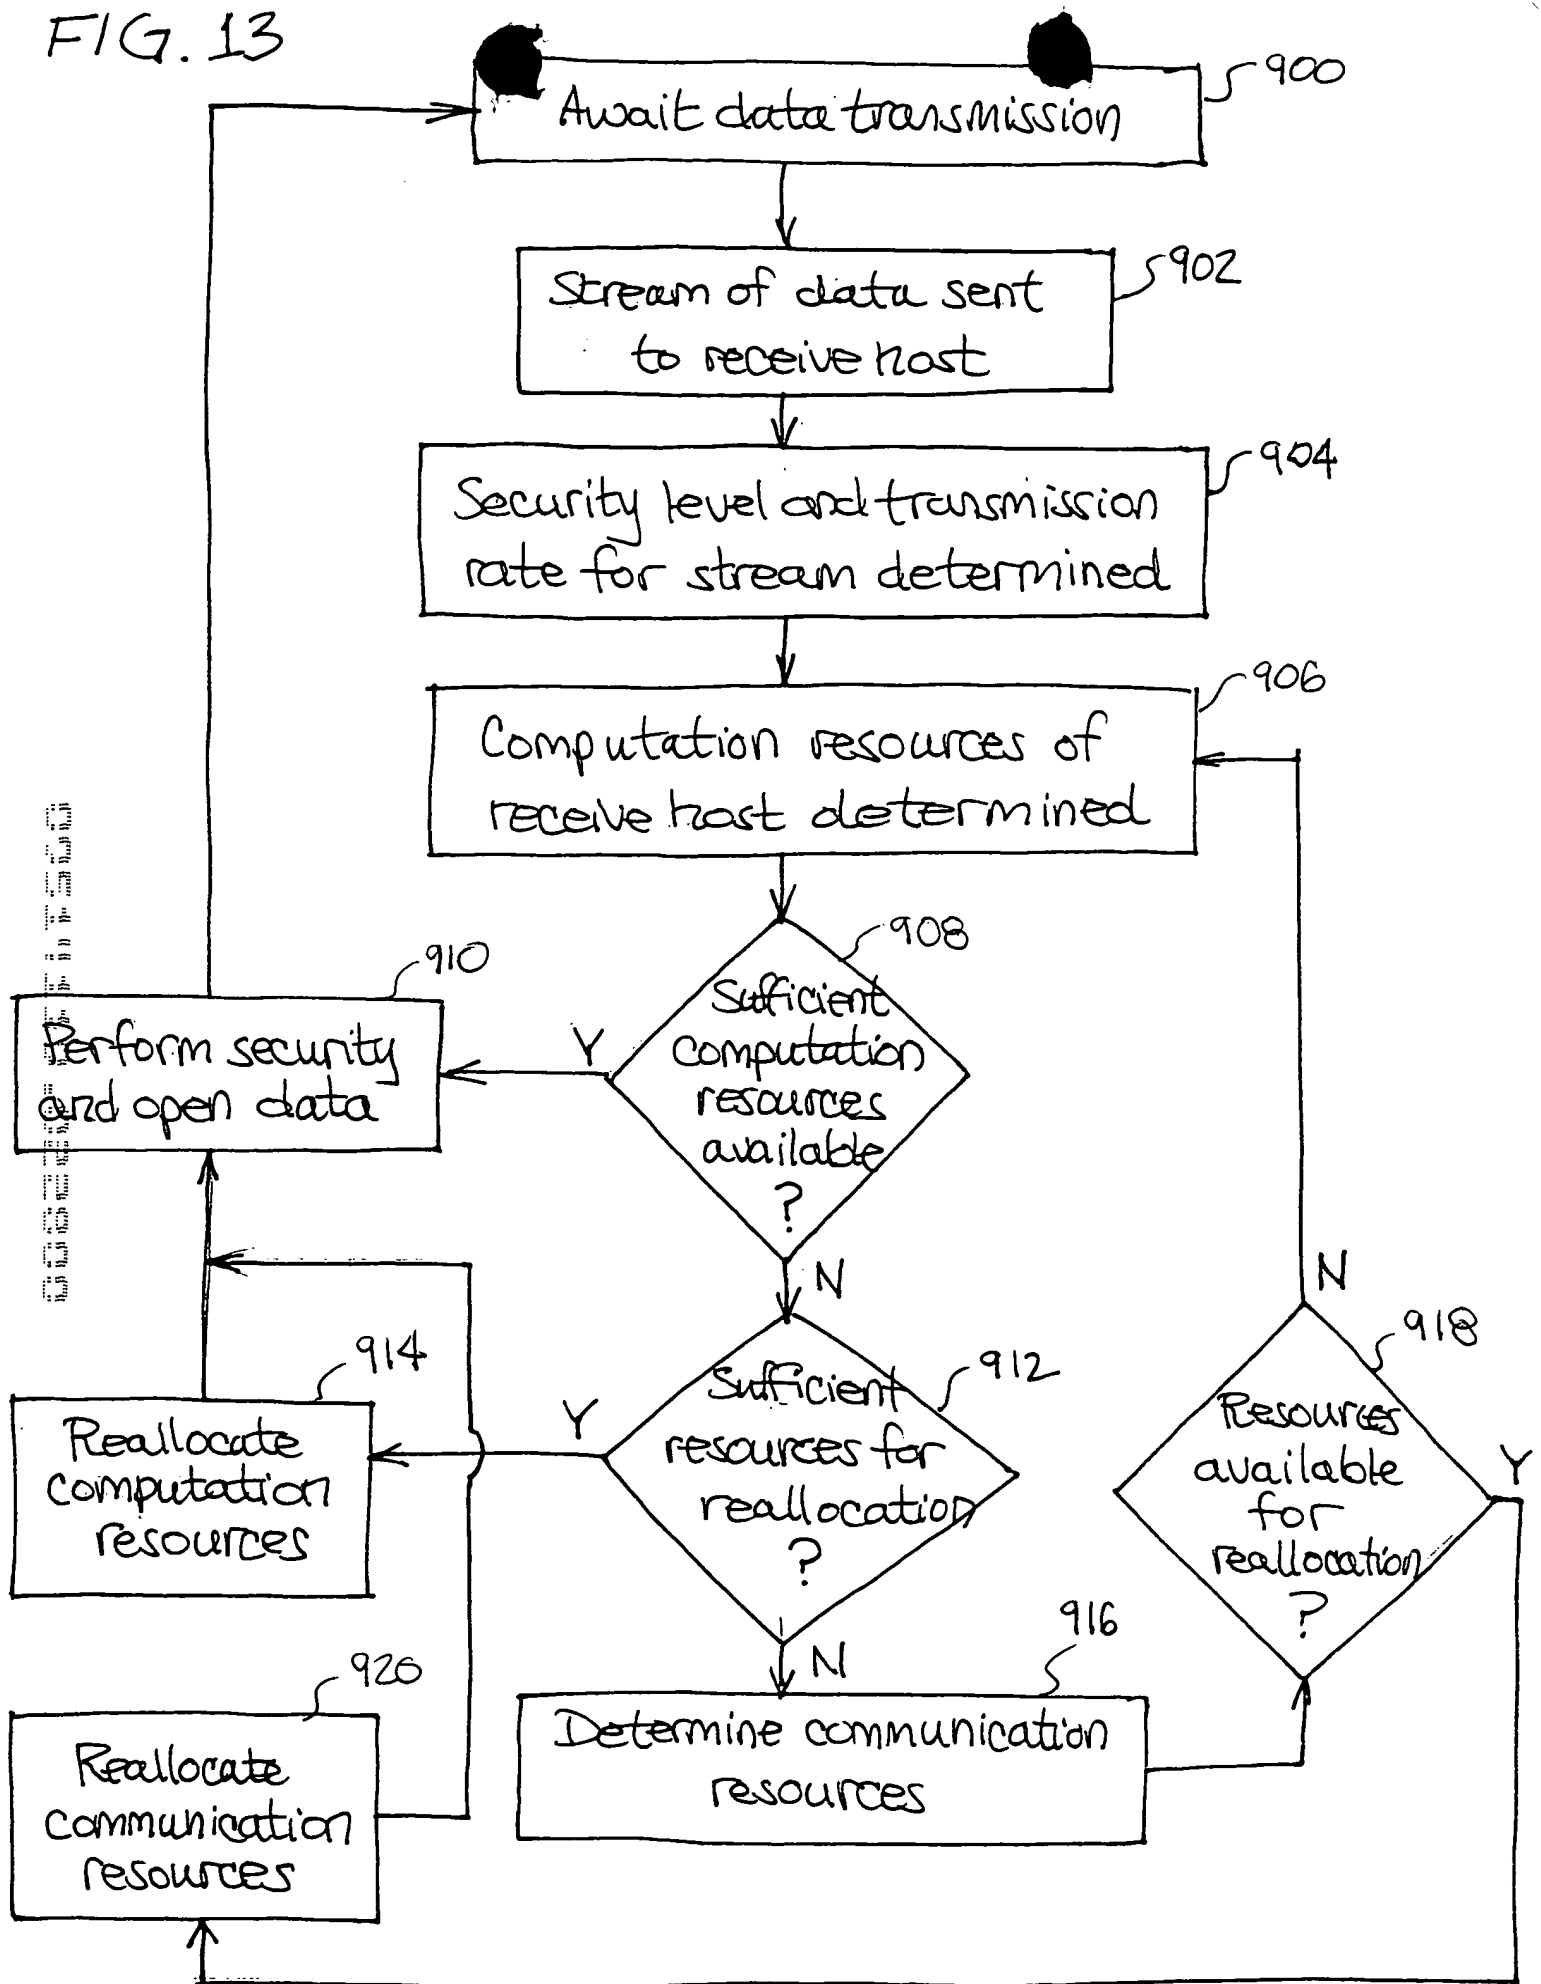 FIG. 13
900
Await data transmission
902
Stream of data sent
to receive host
904
Security level and transmission
rate for stream determined
906
Computation resources of
receive host determined
908
Sufficient
computation
resources
available
?
Y
N
910
Perform security
and open data
912
Sufficient
resources for
reallocation
?
Y
N
914
Reallocate
computation
resources
916
Determine communication
resources
918
Resources
available
for
reallocation
?
N
Y
920
Reallocate
communication
resources